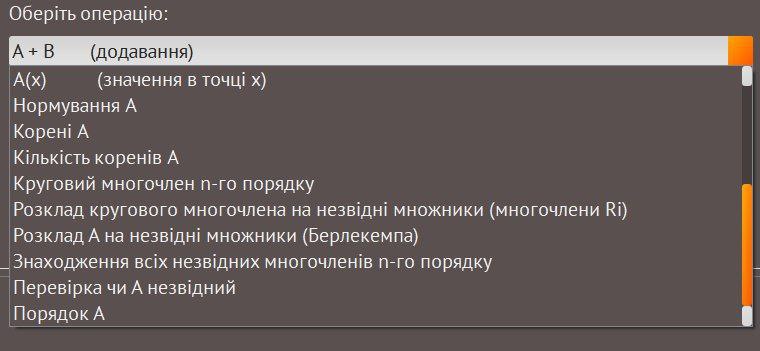 Оберіть операцію:
A + B (додавання)
A(x) (значення в точці x)
Нормування A
Корені A
Кількість коренів A
Круговий многочлен n-го порядку
Розклад кругового многочлена на незвідні множники (многочлени Ri)
Розклад A на незвідні множники (Берлекемпа)
Знаходження всіх незвідних многочленів n-го порядку
Перевірка чи A незвідний
Порядок A